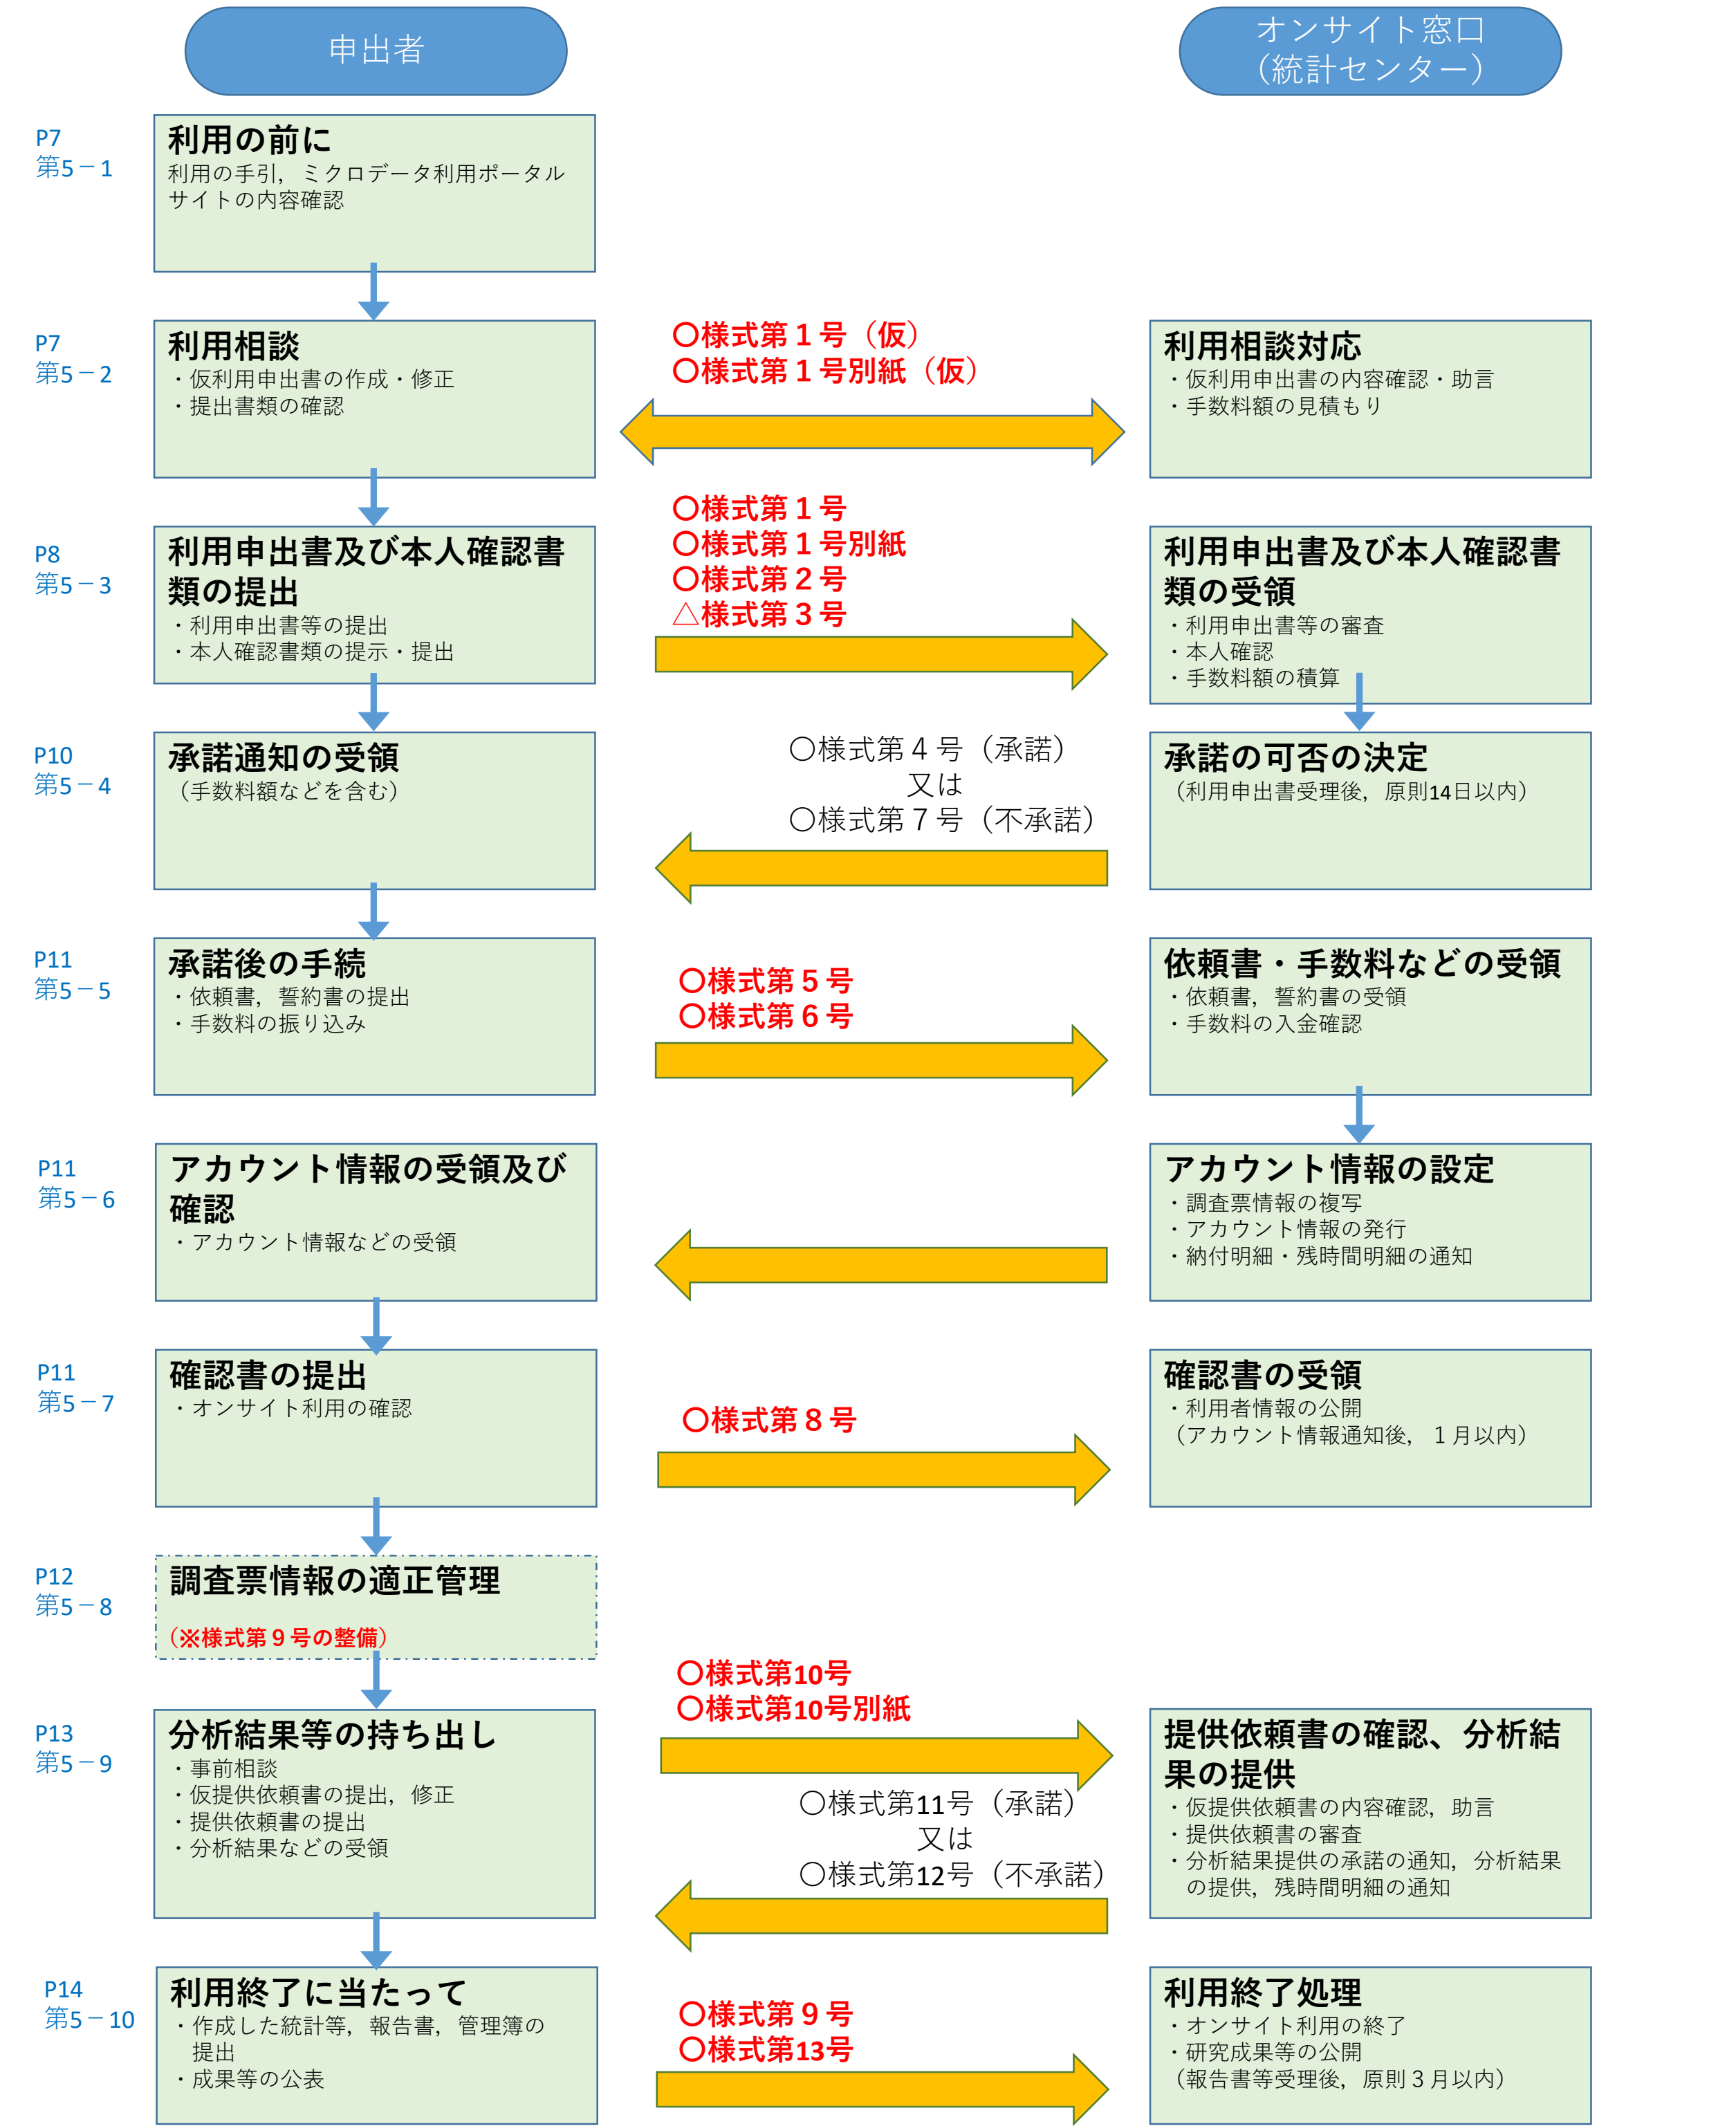 申出者
オンサイト窓口
（統計センター）
P7
第5－1
利用の前に
利用の手引，ミクロデータ利用ポータル
サイトの内容確認
P7
第5－2
利用相談
・仮利用申出書の作成・修正
・提出書類の確認
〇様式第１号（仮）
〇様式第１号別紙（仮）
利用相談対応
・仮利用申出書の内容確認・助言
・手数料額の見積もり
P8
第5－3
利用申出書及び本人確認書
類の提出
・利用申出書等の提出
・本人確認書類の提示・提出
〇様式第１号
〇様式第１号別紙
〇様式第２号
△様式第３号
利用申出書及び本人確認書
類の受領
・利用申出書等の審査
・本人確認
・手数料額の積算
P10
第5－4
承諾通知の受領
（手数料額などを含む）
〇様式第４号（承諾）
又は
〇様式第７号（不承諾）
承諾の可否の決定
（利用申出書受理後，原則14日以内）
P11
第5－5
承諾後の手続
・依頼書，誓約書の提出
・手数料の振り込み
〇様式第５号
〇様式第６号
依頼書・手数料などの受領
・依頼書，誓約書の受領
・手数料の入金確認
P11
第5－6
アカウント情報の受領及び
確認
・アカウント情報などの受領
アカウント情報の設定
・調査票情報の複写
・アカウント情報の発行
・納付明細・残時間明細の通知
P11
第5－7
確認書の提出
・オンサイト利用の確認
〇様式第８号
確認書の受領
・利用者情報の公開
（アカウント情報通知後，１月以内）
P12
第5－8
調査票情報の適正管理
（※様式第９号の整備）
P13
第5－9
分析結果等の持ち出し
・事前相談
・仮提供依頼書の提出，修正
・提供依頼書の提出
・分析結果などの受領
〇様式第10号
〇様式第10号別紙
〇様式第11号（承諾）
又は
〇様式第12号（不承諾）
提供依頼書の確認、分析結
果の提供
・仮提供依頼書の内容確認，助言
・提供依頼書の審査
・分析結果提供の承諾の通知，分析結果
の提供，残時間明細の通知
P14
第5－10
利用終了に当たって
・作成した統計等，報告書，管理簿の
提出
・成果等の公表
〇様式第９号
〇様式第13号
利用終了処理
・オンサイト利用の終了
・研究成果等の公開
（報告書等受理後，原則３月以内）